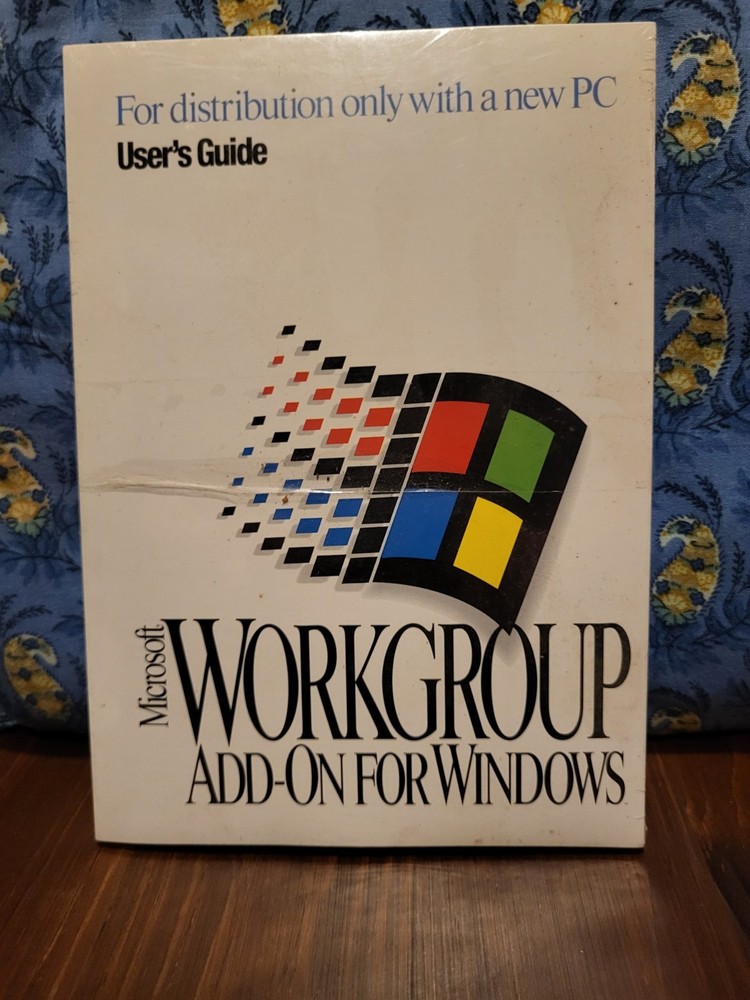 For distribution only with a new PC
User's Guide
Microsoft
WORKGROUP
ADD-ON FOR WINDOWS